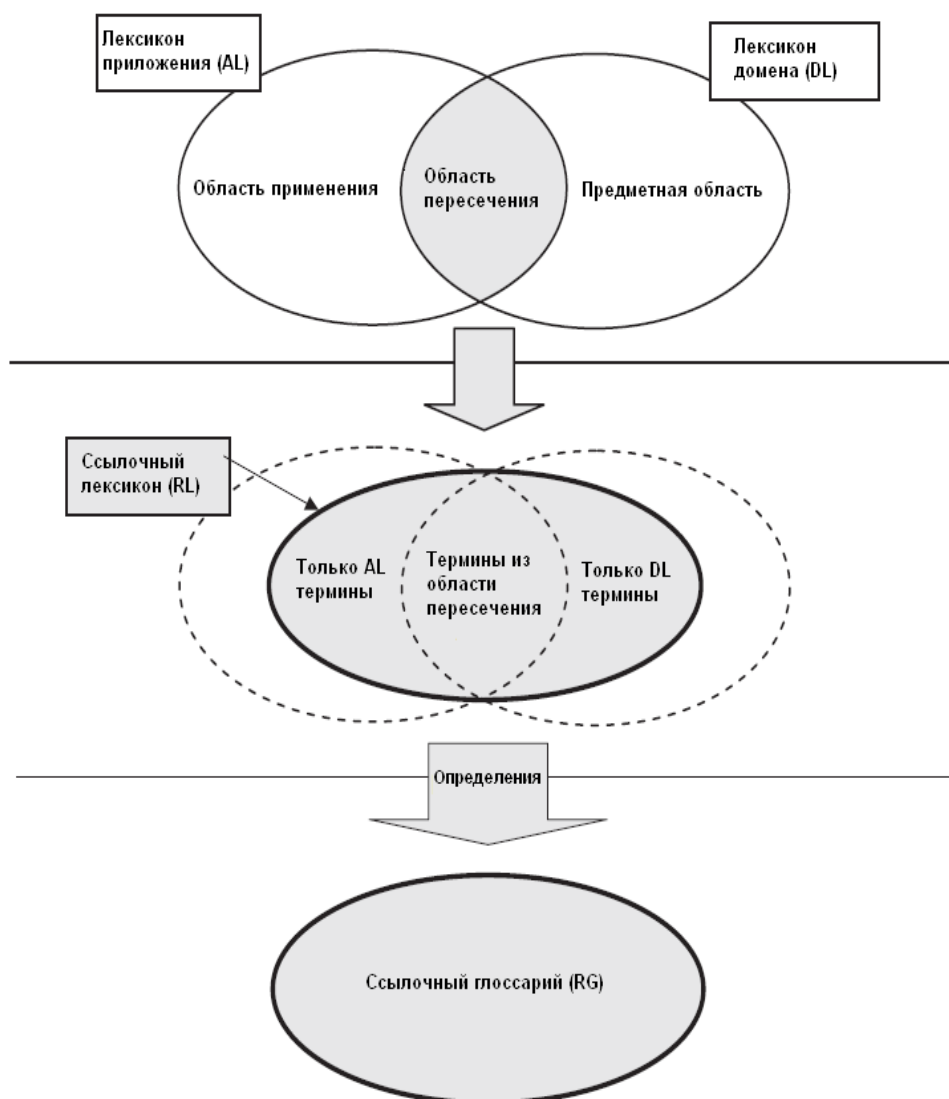 Лексикон
приложения (AL)
Лексикон
домена (DL)
Область применения
Область
пересечения
Предметная область
Ссылочный
лексикон (RL)
Только AL
термины
Термины из
области
пересечения
Только DL
термины
Определения
Ссылочный глоссарий (RG)